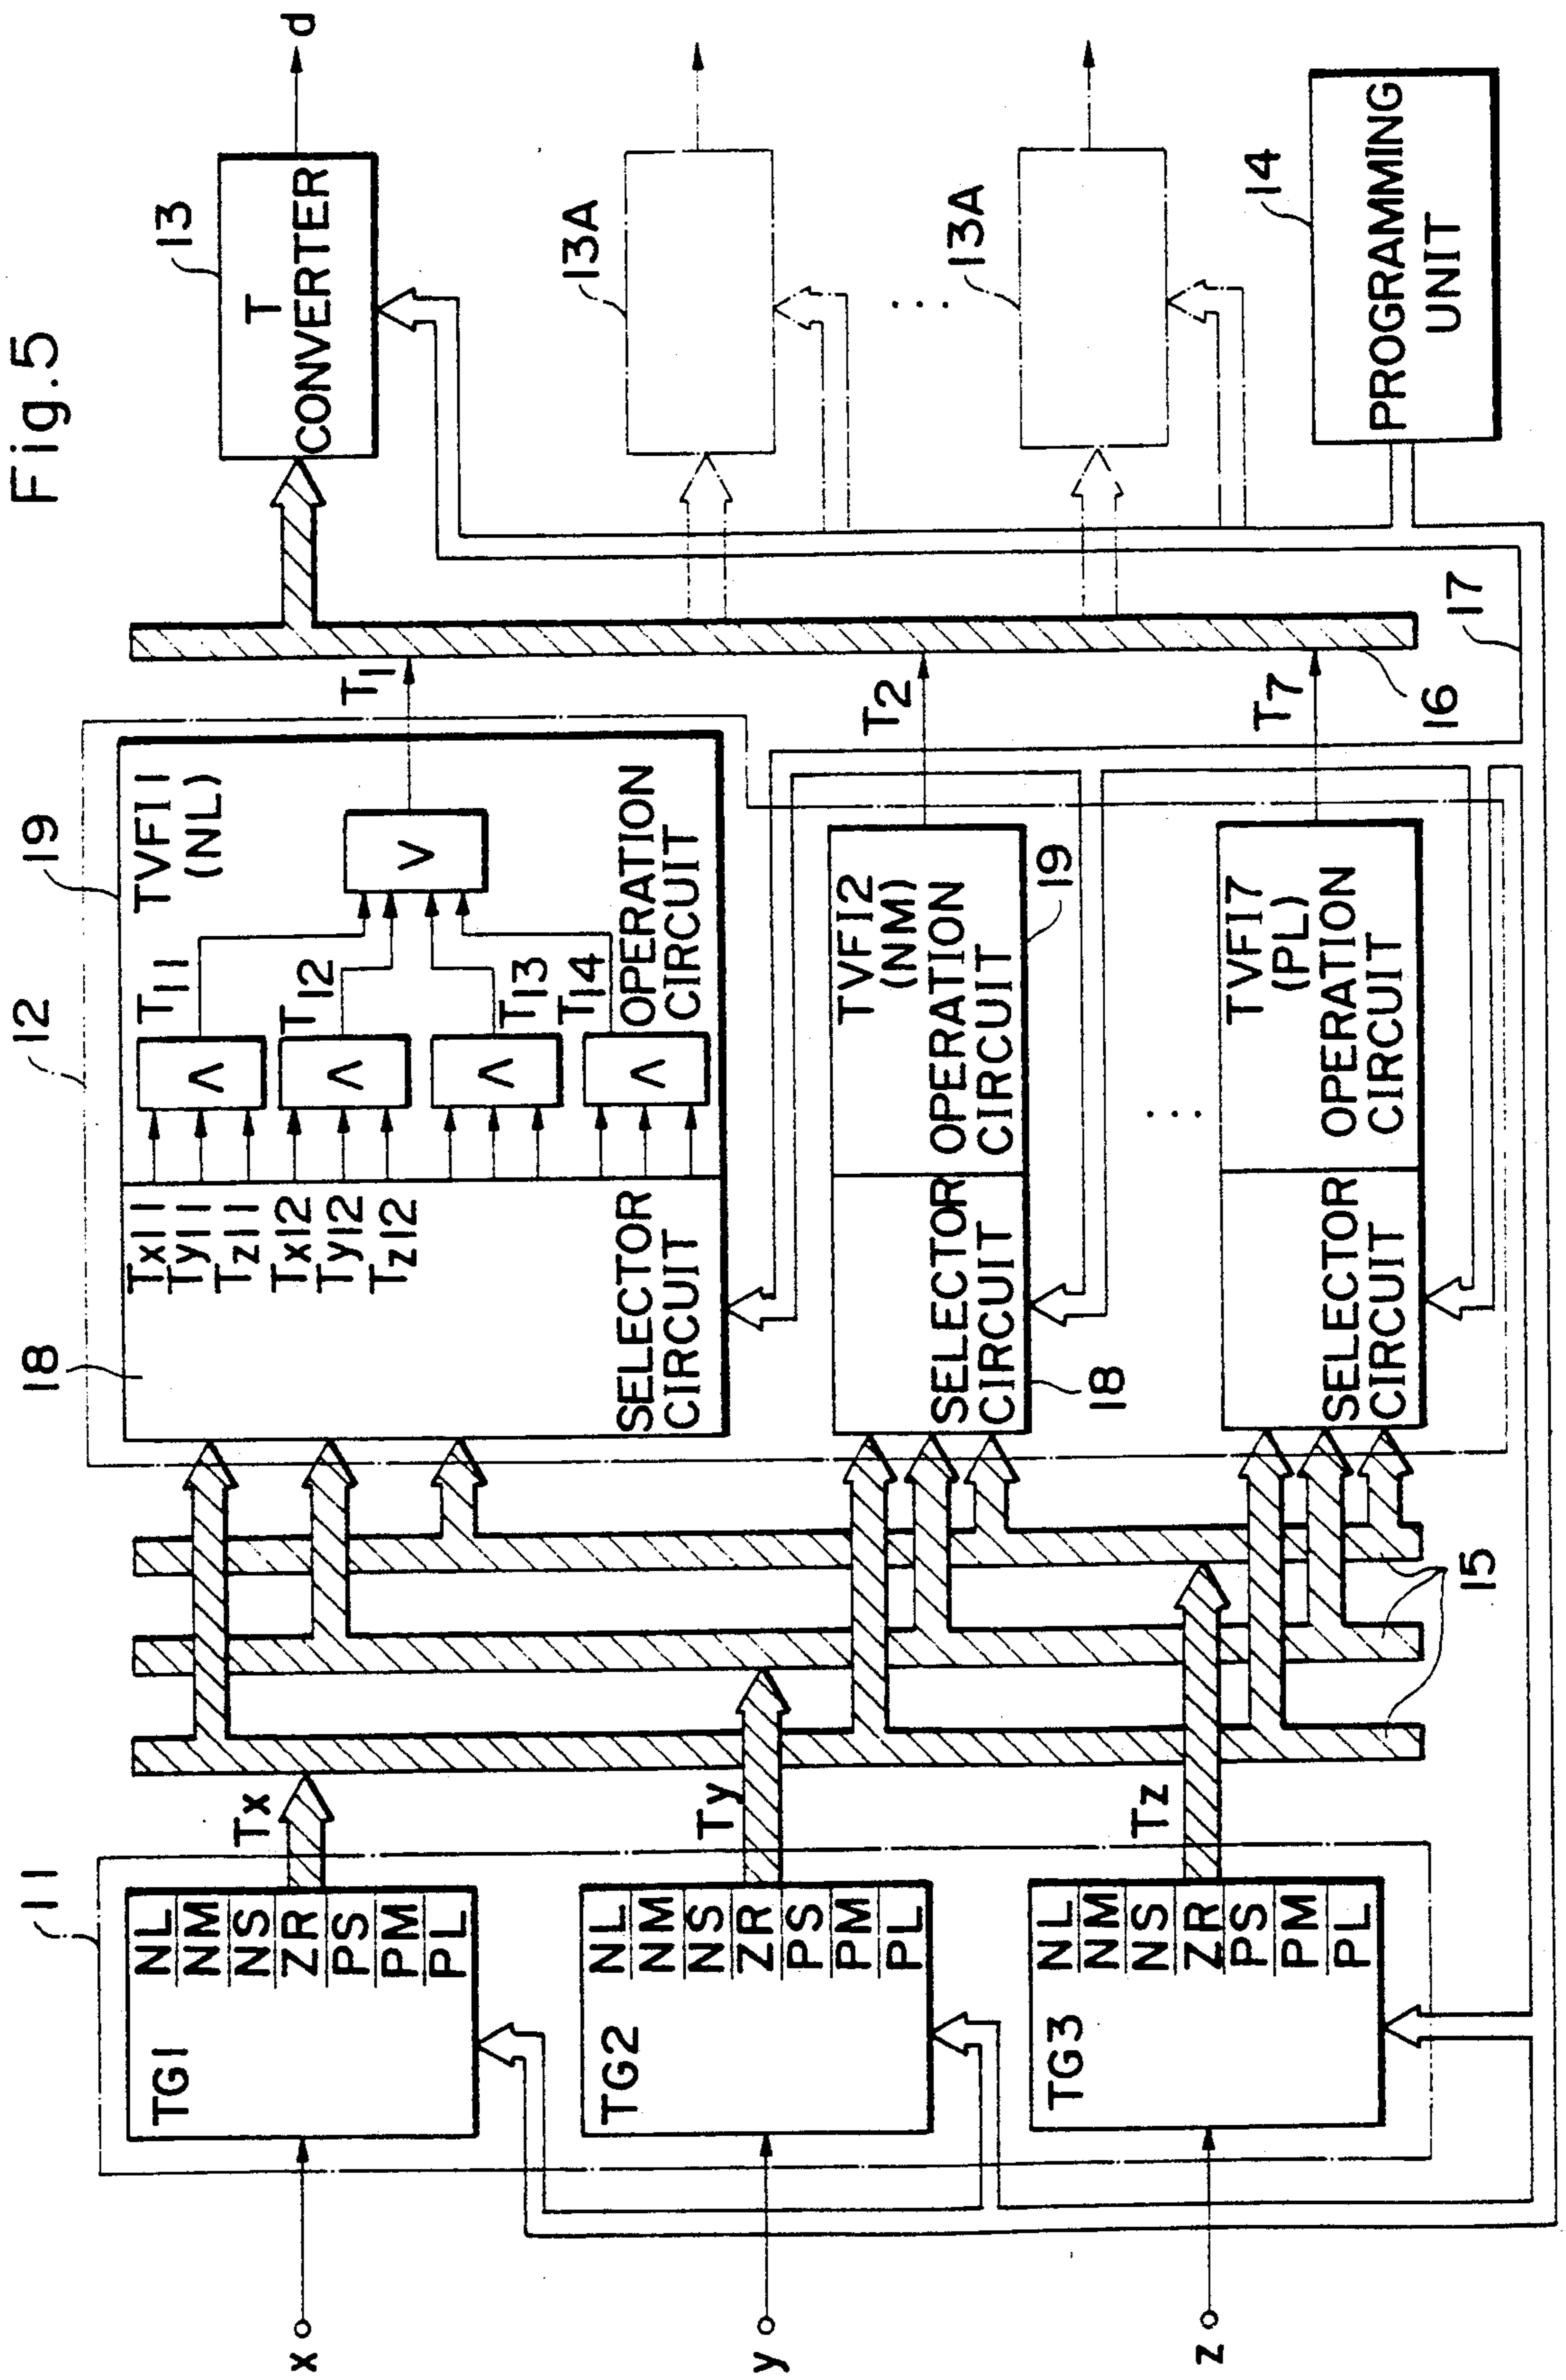 Fig.5
11
12
13
13A
13A
14
15
16
17
18
19
18
19
x
y
z
TG1
NL
NM
NS
ZR
PS
PM
PL
TG2
NL
NM
NS
ZR
PS
PM
PL
TG3
NL
NM
NS
ZR
PS
PM
PL
Tx
Ty
Tz
Tx11
Ty11
Tz11
Tx12
Ty12
Tz12
SELECTOR
CIRCUIT
T11
T12
T13
T14
Λ
Λ
Λ
Λ
V
TVFI1
(NL)
OPERATION
CIRCUIT
T1
SELECTOR
CIRCUIT
TVFI2
(NM)
OPERATION
CIRCUIT
T2
...
SELECTOR
CIRCUIT
TVFI7
(PL)
OPERATION
CIRCUIT
T7
T
CONVERTER
d
...
PROGRAMMING
UNIT